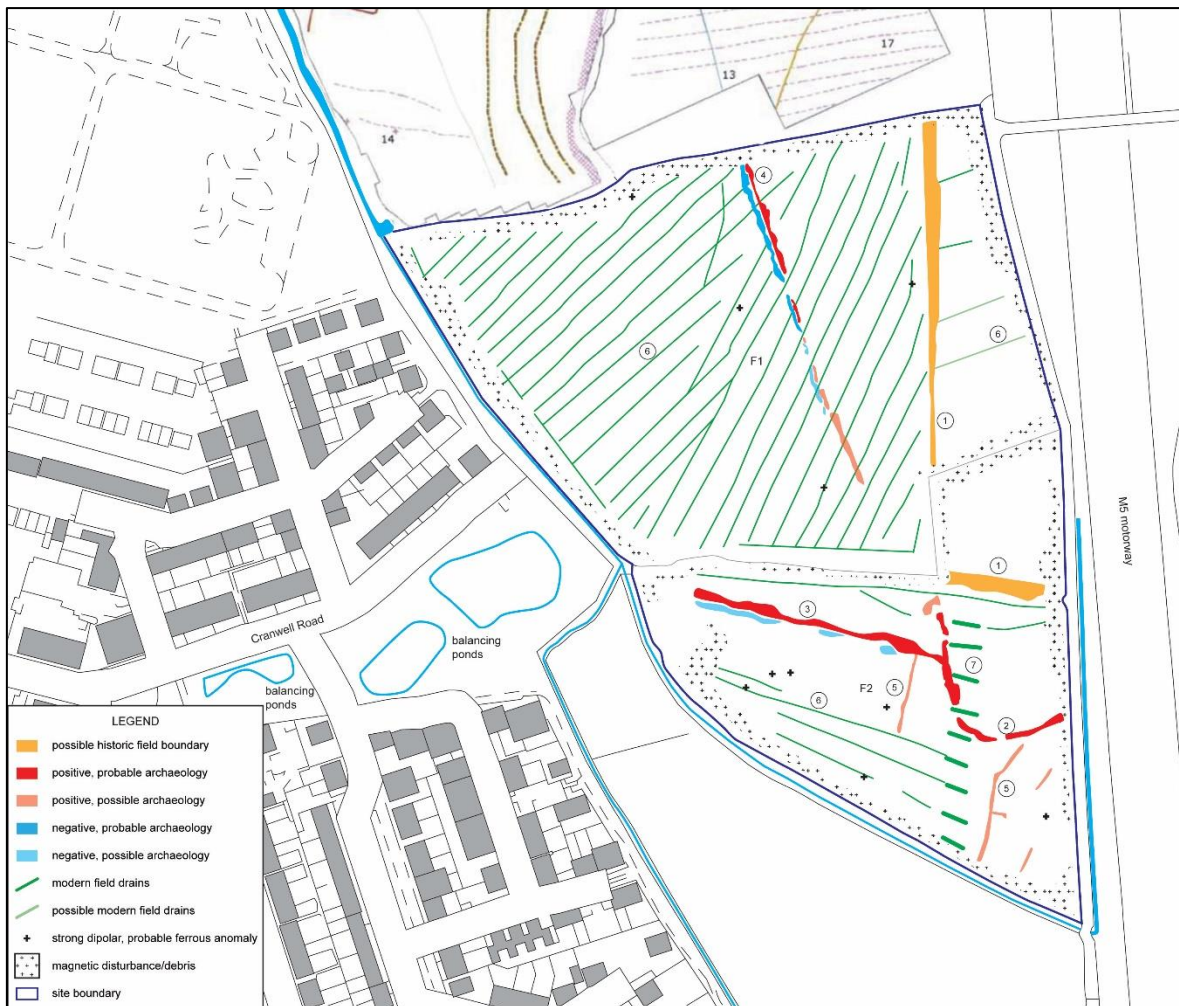 17
13
14
4
6
F1
6
1
M5 motorway
1
3
Cranwell Road
balancing
ponds
7
F2
5
6
balancing
ponds
2
5
LEGEND
possible historic field boundary
positive, probable archaeology
positive, possible archaeology
negative, probable archaeology
negative, possible archaeology
modern field drains
possible modern field drains
strong dipolar, probable ferrous anomaly
magnetic disturbance/debris
site boundary